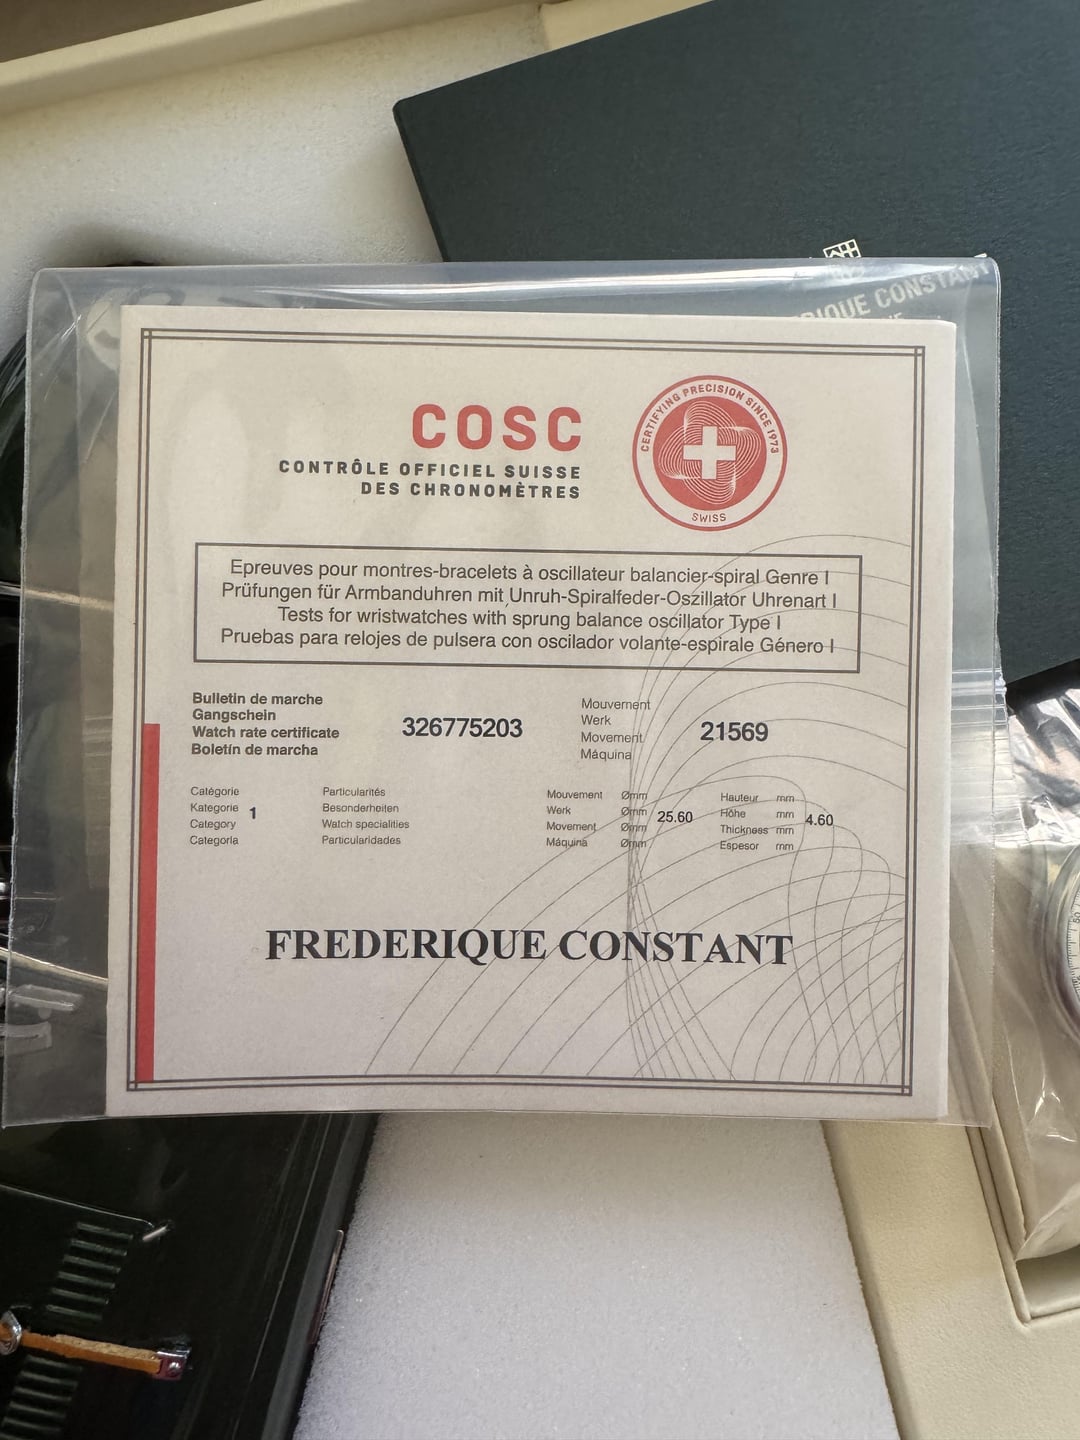 COSC
CONTRÔLE OFFICIEL SUISSE
DES CHRONOMÈTRES
CERTIFYING PRECISION SINCE 1973
SWISS
Epreuves pour montres-bracelets à oscillateur balancier-spiral Genre I
Prüfungen für Armbanduhren mit Unruh-Spiralfeder-Oszillator Uhrenart I
Tests for wristwatches with sprung balance oscillator Type I
Pruebas para relojes de pulsera con oscilador volante-espirale Género I
Bulletin de marche
Gangschein
Watch rate certificate
Boletín de marcha
326775203
Mouvement
Werk
Movement
Máquina
21569
Catégorie
Kategorie
Category
Categoria
1
Particularités
Besonderheiten
Watch specialities
Particularidades
Mouvement Ømm
Werk Ømm
Movement Ømm
Máquina Ømm
25.60
Hauteur mm
Höhe mm
Thickness mm
Espesor mm
4.60
FREDERIQUE CONSTANT
CONSTANT
50